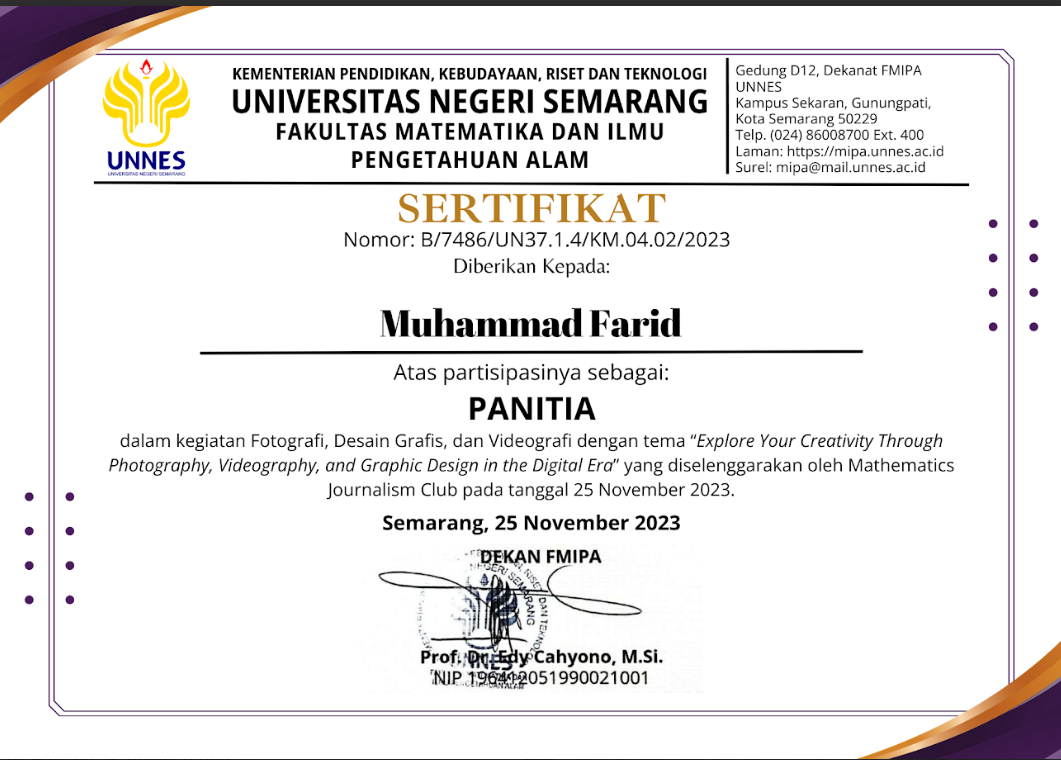 UNNES
UNIVERSITAS NEGERI SEMARANG
KEMENTERIAN PENDIDIKAN, KEBUDAYAAN, RISET DAN TEKNOLOGI
UNIVERSITAS NEGERI SEMARANG
FAKULTAS MATEMATIKA DAN ILMU
PENGETAHUAN ALAM
Gedung D12, Dekanat FMIPA
UNNES
Kampus Sekaran, Gunungpati,
Kota Semarang 50229
Telp. (024) 86008700 Ext. 400
Laman: https://mipa.unnes.ac.id
Surel: mipa@mail.unnes.ac.id
SERTIFIKAT
Nomor: B/7486/UN37.1.4/KM.04.02/2023
Diberikan Kepada:
Muhammad Farid
Atas partisipasinya sebagai:
PANITIA
dalam kegiatan Fotografi, Desain Grafis, dan Videografi dengan tema “Explore Your Creativity Through
Photography, Videography, and Graphic Design in the Digital Era” yang diselenggarakan oleh Mathematics
Journalism Club pada tanggal 25 November 2023.
Semarang, 25 November 2023
DEKAN FMIPA
Prof. Dr. Edy Cahyono, M.Si.
NIP 196412051990021001